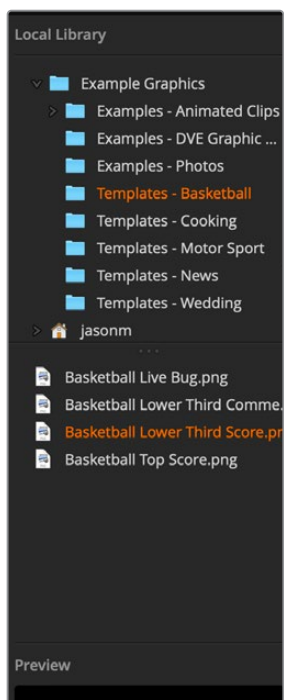 Local Library
Example Graphics
Examples - Animated Clips
Examples - DVE Graphic ...
Examples - Photos
Templates - Basketball
Templates - Cooking
Templates - Motor Sport
Templates - News
Templates - Wedding
jasonm
Basketball Live Bug.png
Basketball Lower Third Comme.
Basketball Lower Third Score.pr
Basketball Top Score.png
Preview